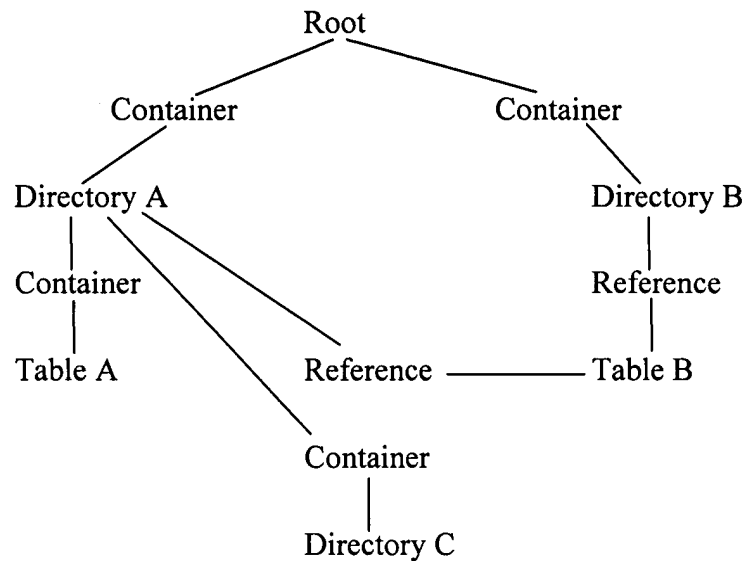 Root
Container Container
Directory A Directory B
Container Reference
Table A Reference Table B
Container
Directory C